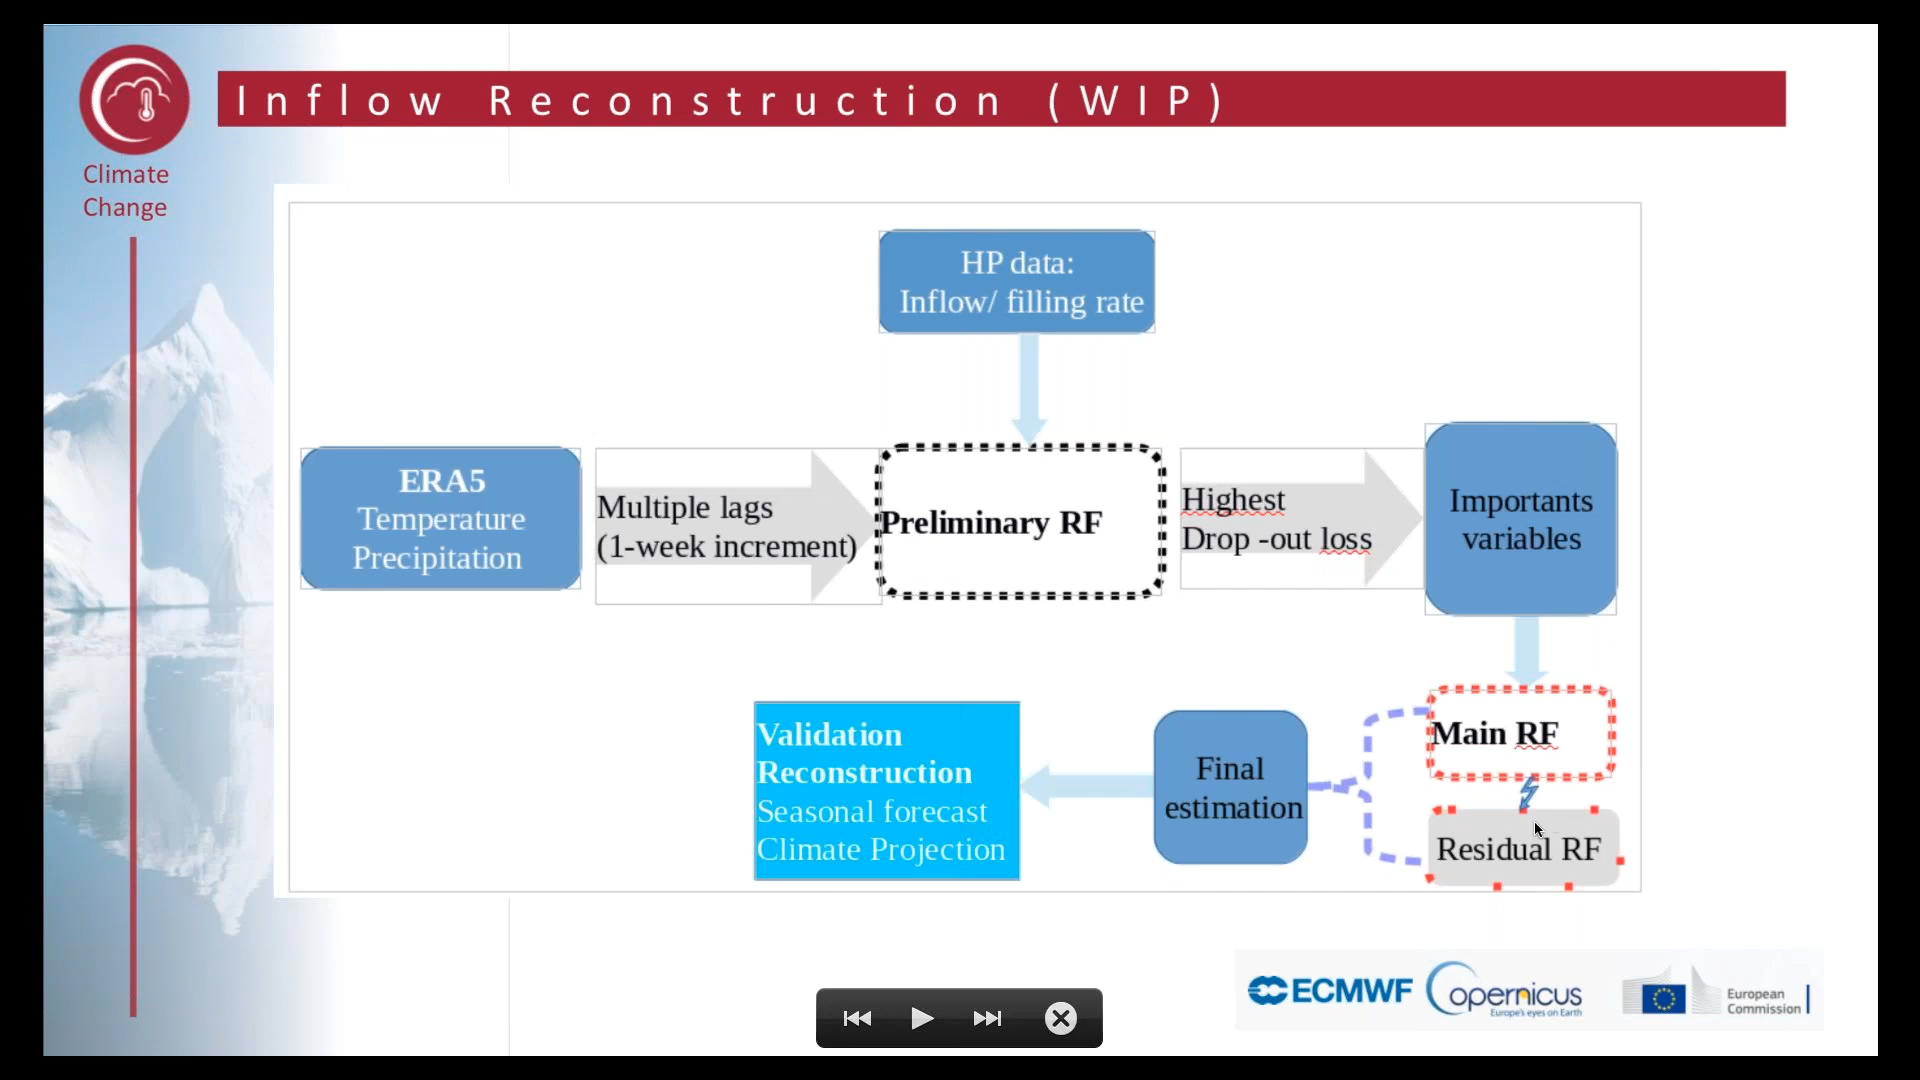 Inflow Reconstruction (WIP)
Climate
Change
HP data:
Inflow/ filling rate
ERA5
Temperature
Precipitation
Multiple lags
(1-week increment)
Preliminary RF
Highest
Drop -out loss
Importants
variables
Main RF
Residual RF
Final
estimation
Validation
Reconstruction
Seasonal forecast
Climate Projection
ECMWF
Copernicus
Europe's eyes on Earth
European
Commission